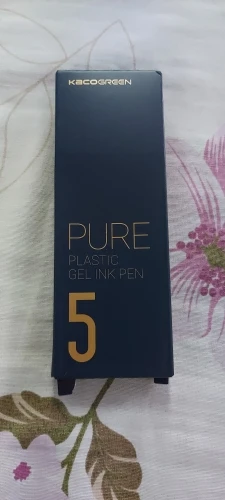 KACOGREEN
PURE
PLASTIC
GEL INK PEN
5